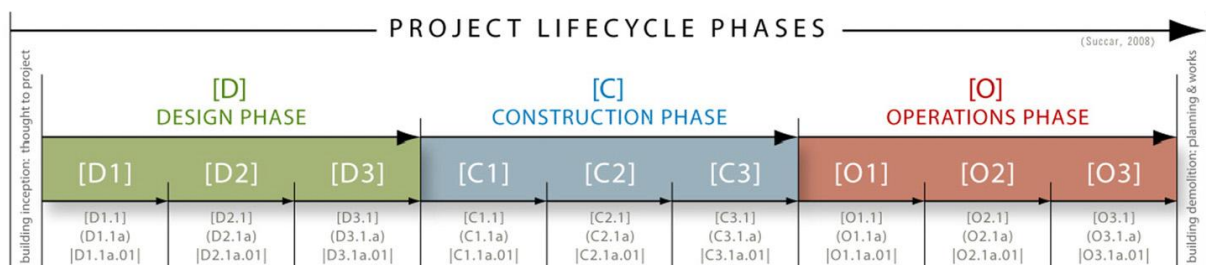 PROJECT LIFECYCLE PHASES
(Succar, 2008)
building inception: thought to project
[D]
DESIGN PHASE
[C]
CONSTRUCTION PHASE
[O]
OPERATIONS PHASE
[D1] [D2] [D3] [C1] [C2] [C3] [O1] [O2] [O3]
[D1.1] [D2.1] [D3.1] [C1.1] [C2.1] [C3.1] [O1.1] [O2.1] [O3.1]
(D1.1a) (D2.1a) (D3.1.a) (C1.1a) (C2.1a) (C3.1.a) (O1.1a) (O2.1a) (O3.1.a)
|D1.1a.01| |D2.1a.01| |D3.1a.01| |C1.1a.01| |C2.1a.01| |C3.1a.01| |O1.1a.01| |O2.1a.01| |O3.1a.01|
building demolition: planning & works